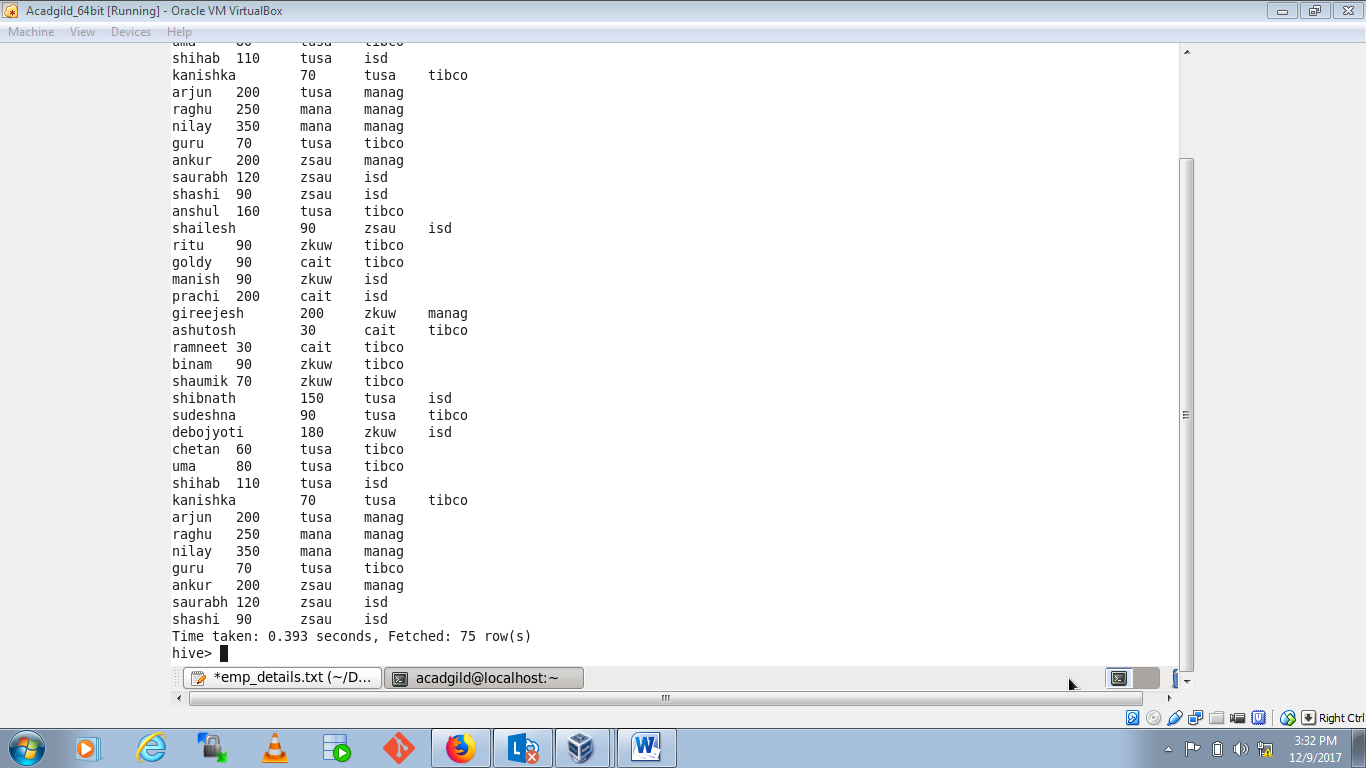 Acadgild_64bit [Running] - Oracle VM VirtualBox
Machine View Devices Help
uma 80 tusa tibco
shihab 110 tusa isd
kanishka 70 tusa tibco
arjun 200 tusa manag
raghu 250 mana manag
nilay 350 mana manag
guru 70 tusa tibco
ankur 200 zsau manag
saurabh 120 zsau isd
shashi 90 zsau isd
anshul 160 tusa tibco
shailesh 90 zsau isd
ritu 90 zkuw tibco
goldy 90 cait tibco
manish 90 zkuw isd
prachi 200 cait isd
gireejesh 200 zkuw manag
ashutosh 30 cait tibco
ramneet 30 cait tibco
binam 90 zkuw tibco
shaumik 70 zkuw tibco
shibnath 150 tusa isd
sudeshna 90 tusa tibco
debojyoti 180 zkuw isd
chetan 60 tusa tibco
uma 80 tusa tibco
shihab 110 tusa isd
kanishka 70 tusa tibco
arjun 200 tusa manag
raghu 250 mana manag
nilay 350 mana manag
guru 70 tusa tibco
ankur 200 zsau manag
saurabh 120 zsau isd
shashi 90 zsau isd
Time taken: 0.393 seconds, Fetched: 75 row(s)
hive>
*emp_details.txt (~/D... acadgild@localhost:~
Right Ctrl
3:32 PM
12/9/2017